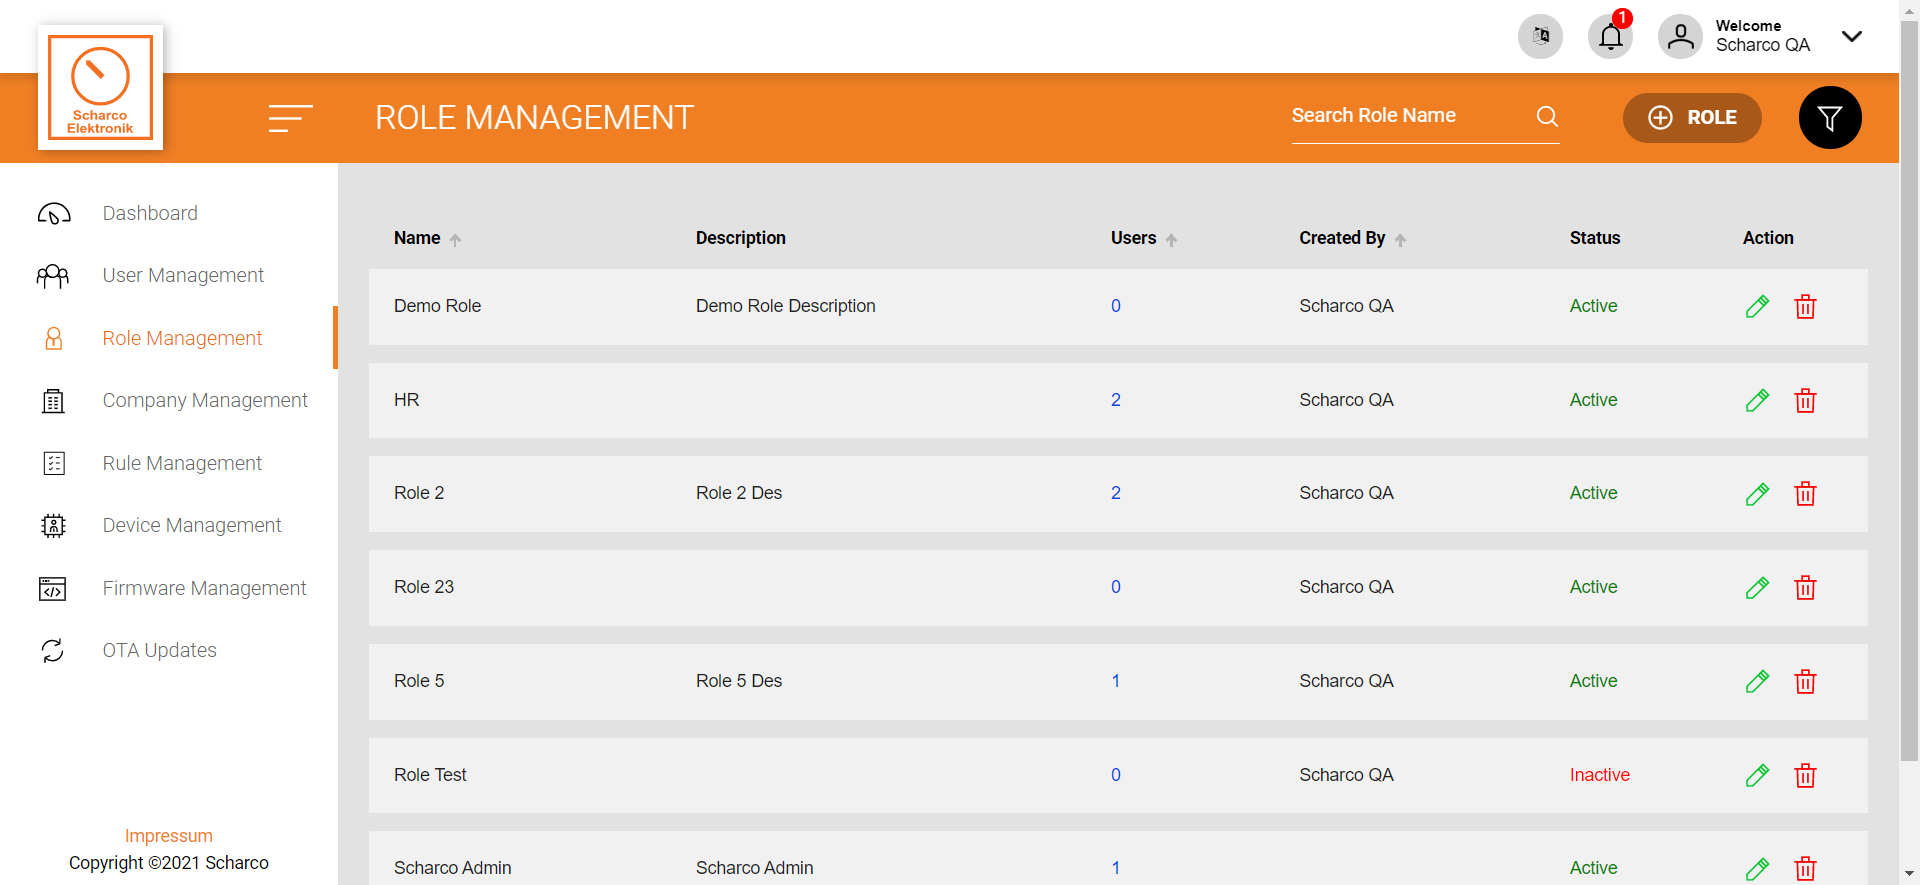 1
Welcome
Scharco QA
Scharco
Elektronik
ROLE MANAGEMENT
Search Role Name
ROLE
Dashboard
User Management
Role Management
Company Management
Rule Management
Device Management
Firmware Management
OTA Updates
Impressum
Copyright ©2021 Scharco
Name Description Users Created By Status Action
Demo Role Demo Role Description 0 Scharco QA Active
HR 2 Scharco QA Active
Role 2 Role 2 Des 2 Scharco QA Active
Role 23 0 Scharco QA Active
Role 5 Role 5 Des 1 Scharco QA Active
Role Test 0 Scharco QA Inactive
Scharco Admin Scharco Admin 1 Active